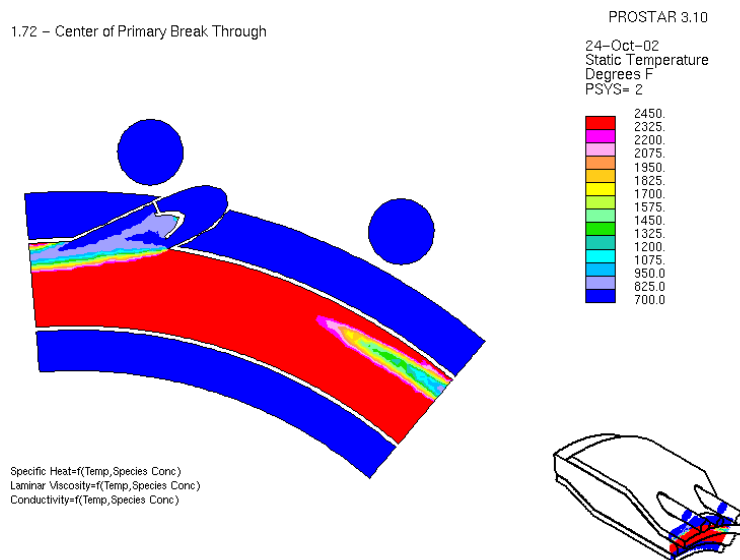 1.72 - Center of Primary Break Through
PROSTAR 3.10
24-Oct-02
Static Temperature
Degrees F
PSYS= 2
2450.
2325.
2200.
2075.
1950.
1825.
1700.
1575.
1450.
1325.
1200.
1075.
950.0
825.0
700.0
Specific Heat=f(Temp,Species Conc)
Laminar Viscosity=f(Temp,Species Conc)
Conductivity=f(Temp,Species Conc)